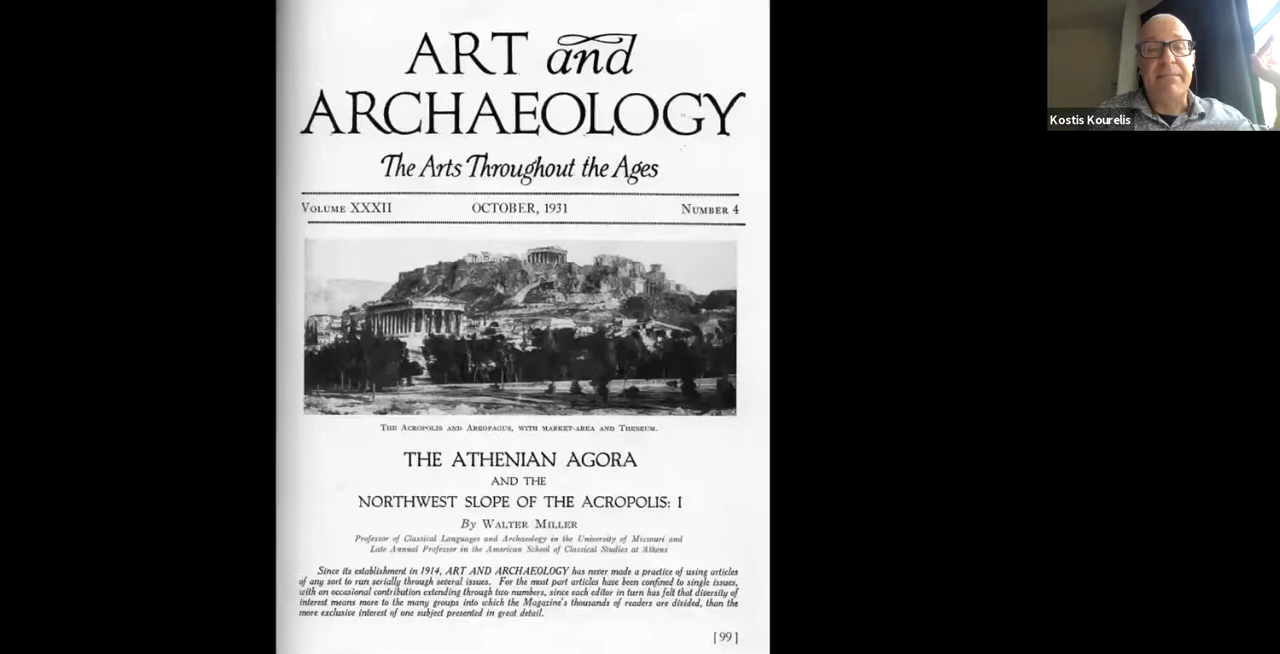 ART and
ARCHAEOLOGY
The Arts Throughout the Ages
VOLUME XXXII OCTOBER, 1931 NUMBER 4
THE ACROPOLIS AND AREOPAGUS, WITH MARKET-AREA AND THESEUM.
THE ATHENIAN AGORA
AND THE
NORTHWEST SLOPE OF THE ACROPOLIS: I
By WALTER MILLER
Professor of Classical Languages and Archaeology in the University of Missouri and
Late Annual Professor in the American School of Classical Studies at Athens
Since its establishment in 1914, ART AND ARCHAEOLOGY has never made a practice of using articles
of any sort to run serially through several issues. For the most part articles have been confined to single issues,
with an occasional contribution extending through two numbers, since each editor in turn has felt that diversity of
interest means more to the many groups into which the Magazine's thousands of readers are divided, than the
more exclusive interest of one subject presented in great detail.
[99]
Kostis Kourelis